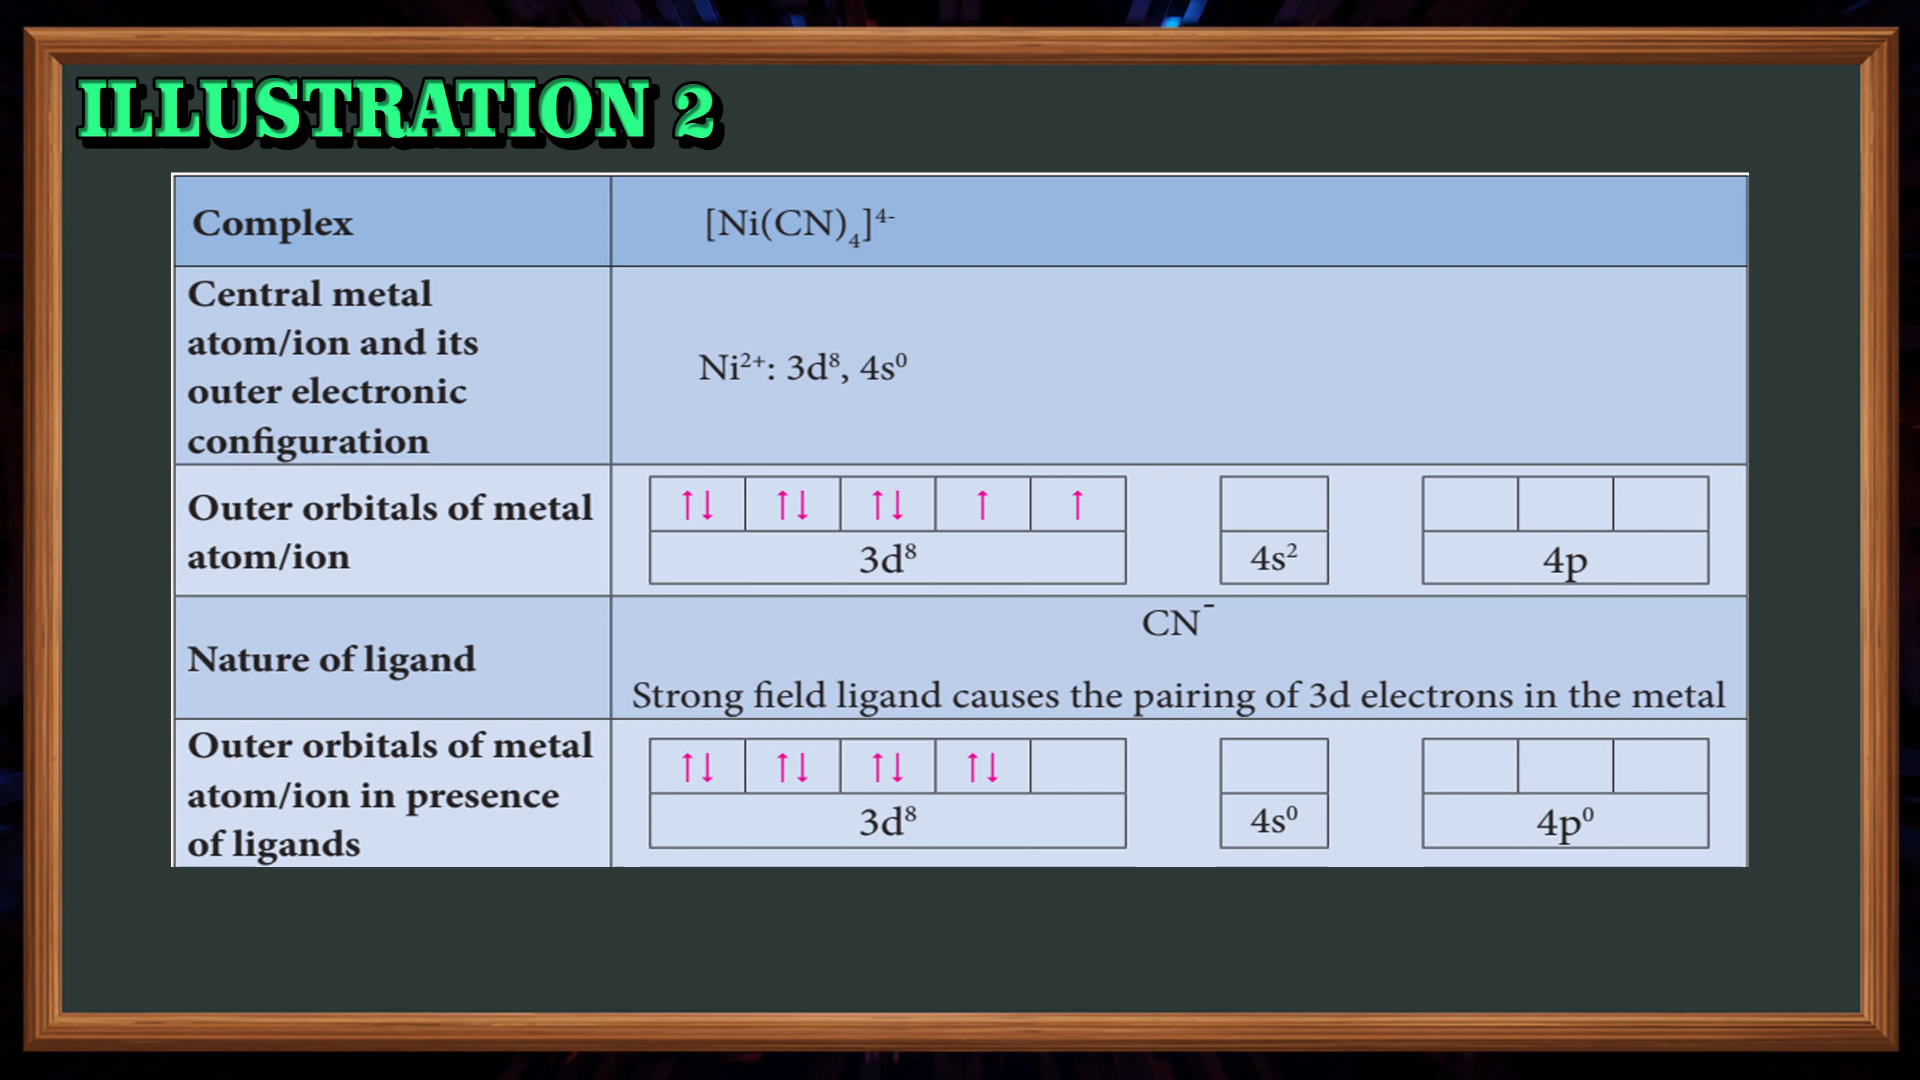 ILLUSTRATION 2
Complex
[Ni(CN)₄]⁴⁻
Central metal
atom/ion and its
outer electronic
configuration
Ni²⁺: 3d⁸, 4s⁰
Outer orbitals of metal
atom/ion
↑↓ ↑↓ ↑↓ ↑ ↑
3d⁸
4s²
4p
Nature of ligand
CN⁻
Strong field ligand causes the pairing of 3d electrons in the metal
Outer orbitals of metal
atom/ion in presence
of ligands
↑↓ ↑↓ ↑↓ ↑↓
3d⁸
4s⁰
4p⁰